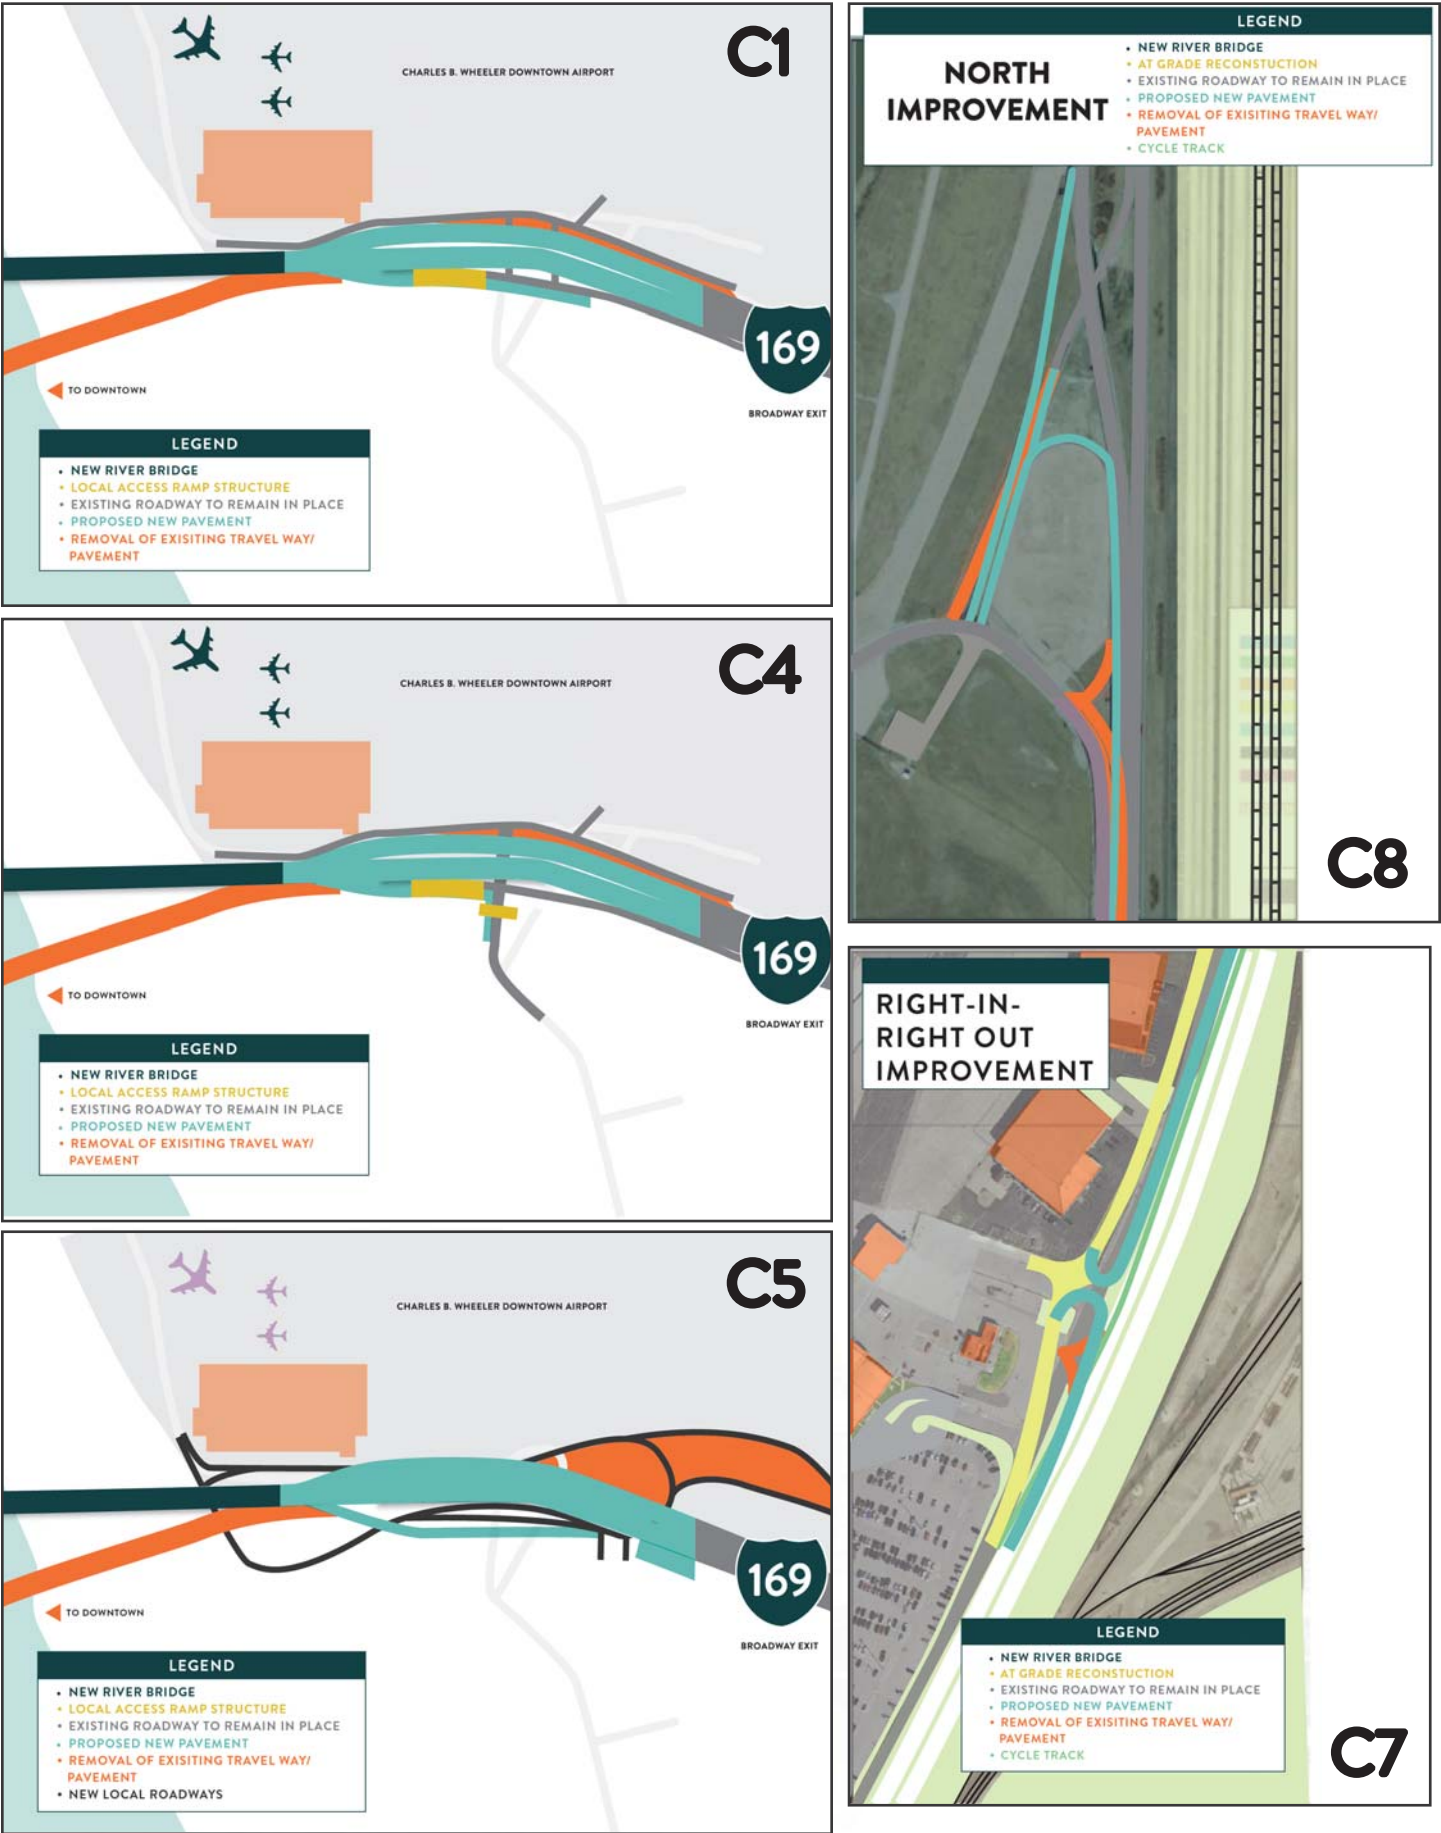 C1
CHARLES B. WHEELER DOWNTOWN AIRPORT
169
BROADWAY EXIT
TO DOWNTOWN
LEGEND
• NEW RIVER BRIDGE
• LOCAL ACCESS RAMP STRUCTURE
• EXISTING ROADWAY TO REMAIN IN PLACE
• PROPOSED NEW PAVEMENT
• REMOVAL OF EXISITING TRAVEL WAY/
PAVEMENT
C4
CHARLES B. WHEELER DOWNTOWN AIRPORT
169
BROADWAY EXIT
TO DOWNTOWN
LEGEND
• NEW RIVER BRIDGE
• LOCAL ACCESS RAMP STRUCTURE
• EXISTING ROADWAY TO REMAIN IN PLACE
• PROPOSED NEW PAVEMENT
• REMOVAL OF EXISITING TRAVEL WAY/
PAVEMENT
C5
CHARLES B. WHEELER DOWNTOWN AIRPORT
169
BROADWAY EXIT
TO DOWNTOWN
LEGEND
• NEW RIVER BRIDGE
• LOCAL ACCESS RAMP STRUCTURE
• EXISTING ROADWAY TO REMAIN IN PLACE
• PROPOSED NEW PAVEMENT
• REMOVAL OF EXISITING TRAVEL WAY/
PAVEMENT
• NEW LOCAL ROADWAYS
NORTH
IMPROVEMENT
LEGEND
• NEW RIVER BRIDGE
• AT GRADE RECONSTUCTION
• EXISTING ROADWAY TO REMAIN IN PLACE
• PROPOSED NEW PAVEMENT
• REMOVAL OF EXISITING TRAVEL WAY/
PAVEMENT
• CYCLE TRACK
C8
RIGHT-IN-
RIGHT OUT
IMPROVEMENT
LEGEND
• NEW RIVER BRIDGE
• AT GRADE RECONSTUCTION
• EXISTING ROADWAY TO REMAIN IN PLACE
• PROPOSED NEW PAVEMENT
• REMOVAL OF EXISITING TRAVEL WAY/
PAVEMENT
• CYCLE TRACK
C7